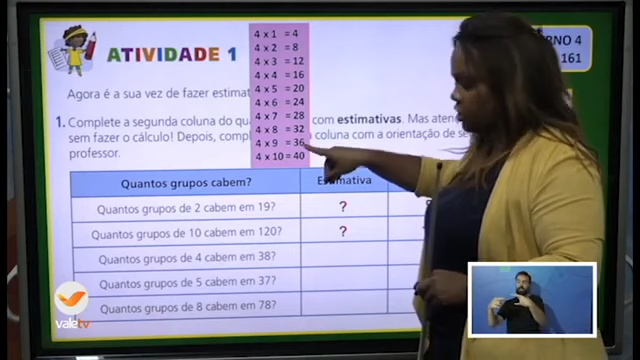 ATIVIDADE 1
RNO 4
161
4 x 1 = 4
4 x 2 = 8
4 x 3 = 12
4 x 4 = 16
4 x 5 = 20
4 x 6 = 24
4 x 7 = 28
4 x 8 = 32
4 x 9 = 36
4 x 10 = 40
Agora é a sua vez de fazer estimat
1. Complete a segunda coluna do qu com estimativas. Mas aten
sem fazer o cálculo! Depois, compl coluna com a orientação de se
professor.
Quantos grupos cabem?
Estimativa
Quantos grupos de 2 cabem em 19? ?
Quantos grupos de 10 cabem em 120? ?
Quantos grupos de 4 cabem em 38?
Quantos grupos de 5 cabem em 37?
Quantos grupos de 8 cabem em 78?
vale tv